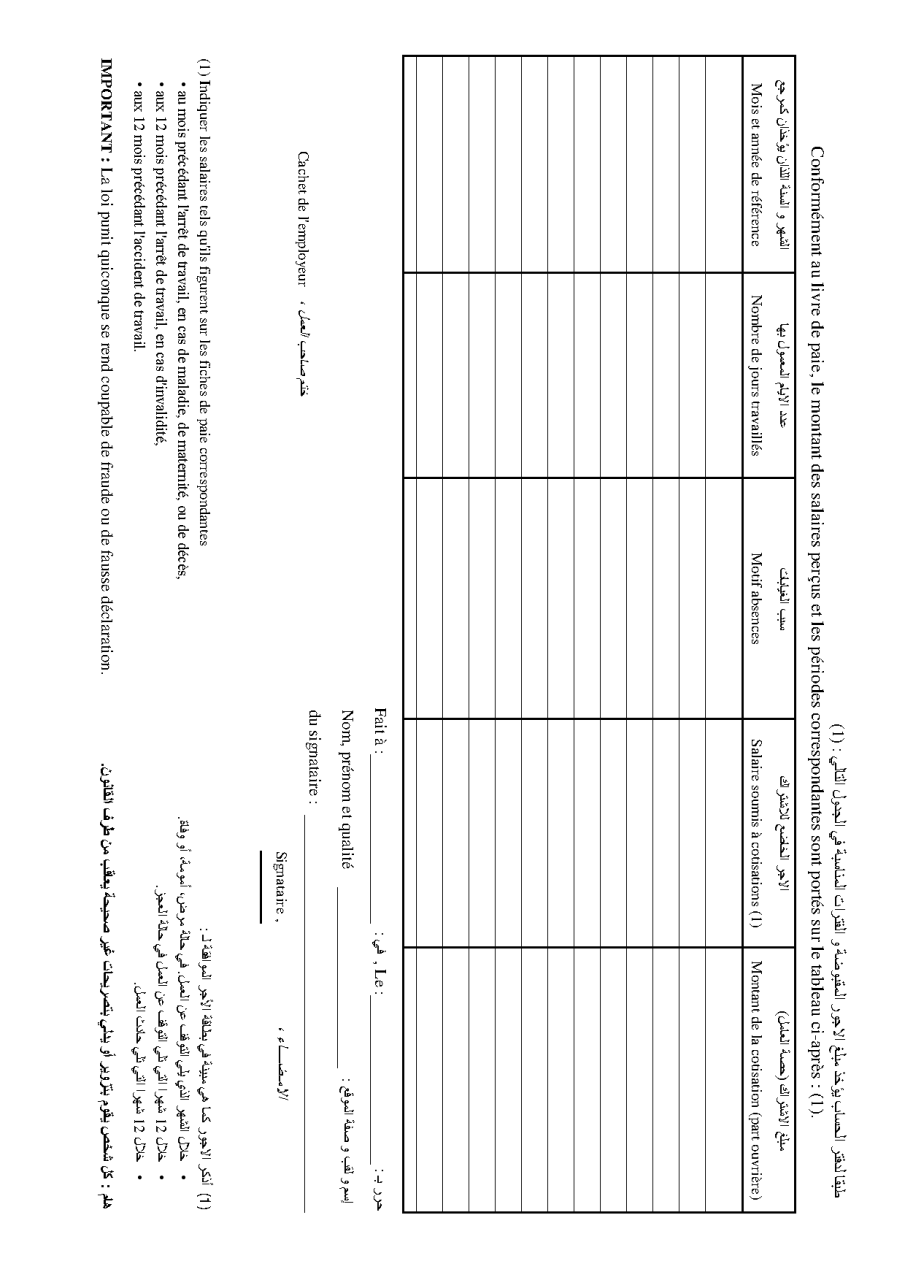 طبقا لدفتر الحساب يؤخذ مبلغ الاجور المقبوضة و الفترات المناسبة في الجدول التالي : (1)
Conformément au livre de paie, le montant des salaires perçus et les périodes correspondantes sont portés sur le tableau ci-après : (1).
الشهر و السنة اللذان يؤخذان كمرجع
Mois et année de référence
عدد الايام المعمول بها
Nombre de jours travaillés
سبب الغيابات
Motif absences
الاجر الخاضع للاشتراك
Salaire soumis à cotisations (1)
مبلغ الاشتراك (حصة العامل)
Montant de la cotisation (part ouvrière)
Fait à : في : , Le : حرر بـ :
Nom, prénom et qualité إسم و لقب و صفة الموقع :
du signataire :
Cachet de l'employeur ، ختم صاحب العمل
Signataire , الإمضــاء ،
(1) Indiquer les salaires tels qu'ils figurent sur les fiches de paie correspondantes
• au mois précédant l'arrêt de travail, en cas de maladie, de maternité, ou de décès,
• aux 12 mois précédant l'arrêt de travail, en cas d'invalidité,
• aux 12 mois précédant l'accident de travail.
IMPORTANT : La loi punit quiconque se rend coupable de fraude ou de fausse déclaration.
(1) أذكر الاجور كما هي مبينة في بطاقة الأجر الموافقة لـ :
• خلال الشهر الذي يلي التوقف عن العمل. في حالة مرض، أمومة، أو وفاة.
• خلال 12 شهرا التي تلي التوقف عن العمل في حالة العجز.
• خلال 12 شهرا التي تلي حادث العمل.
هام : كل شخص يقوم بتزوير أو يدلي بتصريحات غير صحيحة يعاقب من طرف القانون.